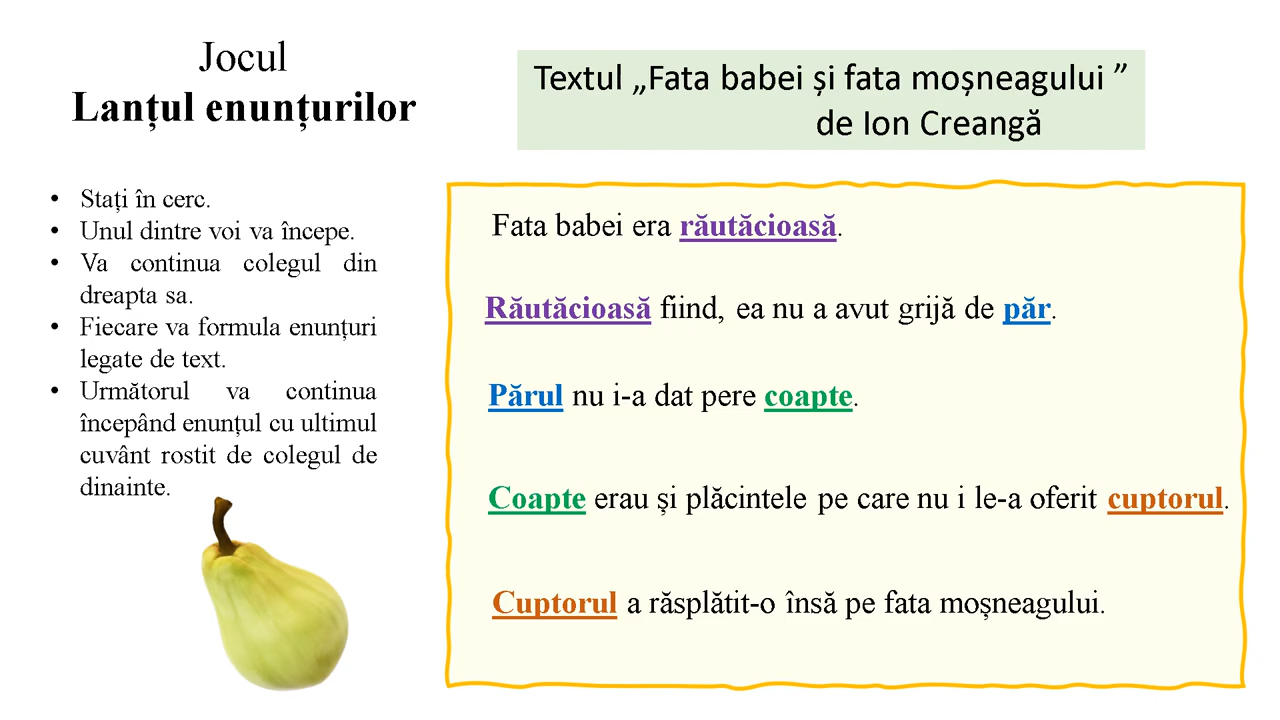 Jocul
Lanțul enunțurilor
• Stați în cerc.
• Unul dintre voi va începe.
• Va continua colegul din
dreapta sa.
• Fiecare va formula enunțuri
legate de text.
• Următorul va continua
începând enunțul cu ultimul
cuvânt rostit de colegul de
dinainte.
Textul „Fata babei și fata moșneagului ”
de Ion Creangă
Fata babei era răutăcioasă.
Răutăcioasă fiind, ea nu a avut grijă de păr.
Părul nu i-a dat pere coapte.
Coapte erau și plăcintele pe care nu i le-a oferit cuptorul.
Cuptorul a răsplătit-o însă pe fata moșneagului.